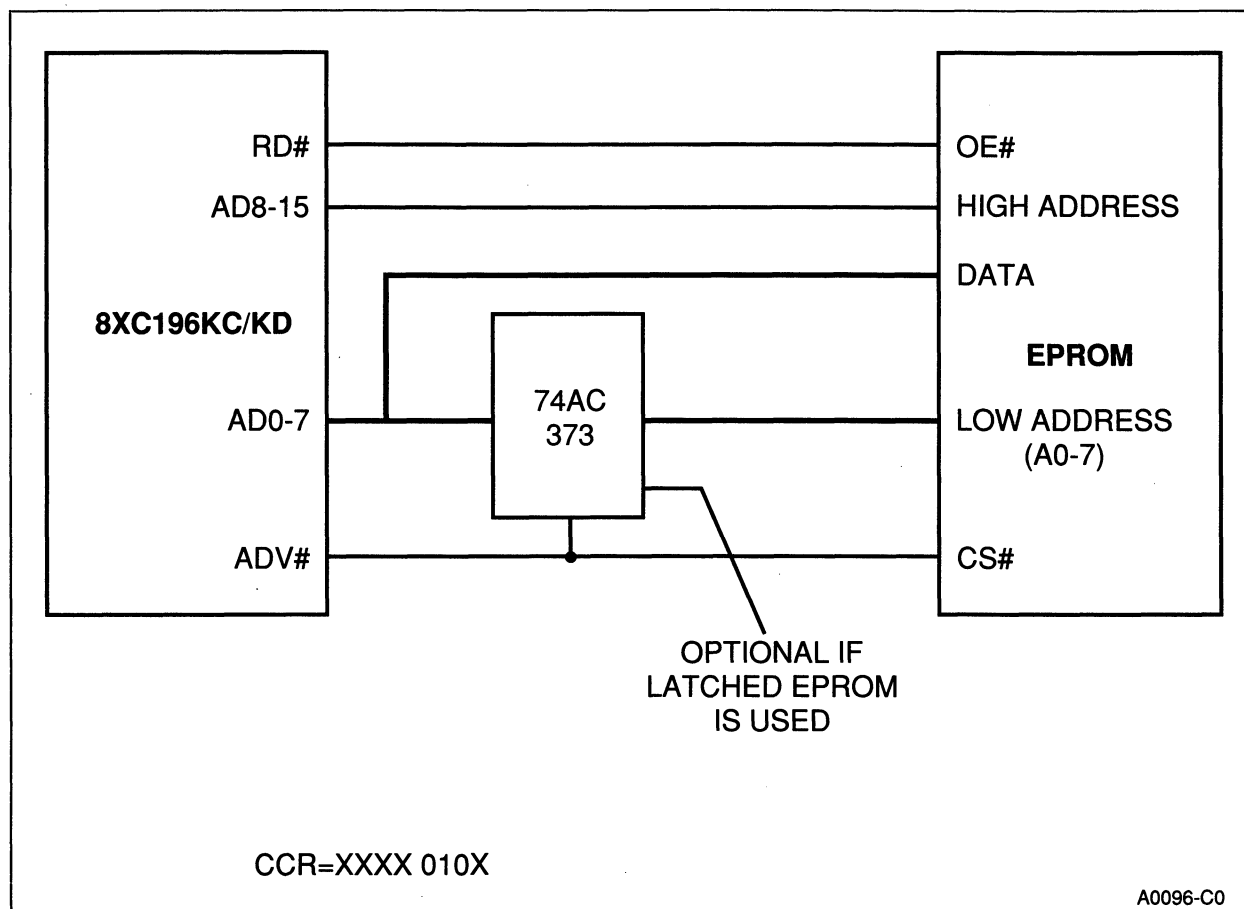 RD#
AD8-15
8XC196KC/KD
AD0-7
ADV#
74AC
373
OE#
HIGH ADDRESS
DATA
EPROM
LOW ADDRESS
(A0-7)
CS#
OPTIONAL IF
LATCHED EPROM
IS USED
CCR=XXXX 010X
A0096-C0